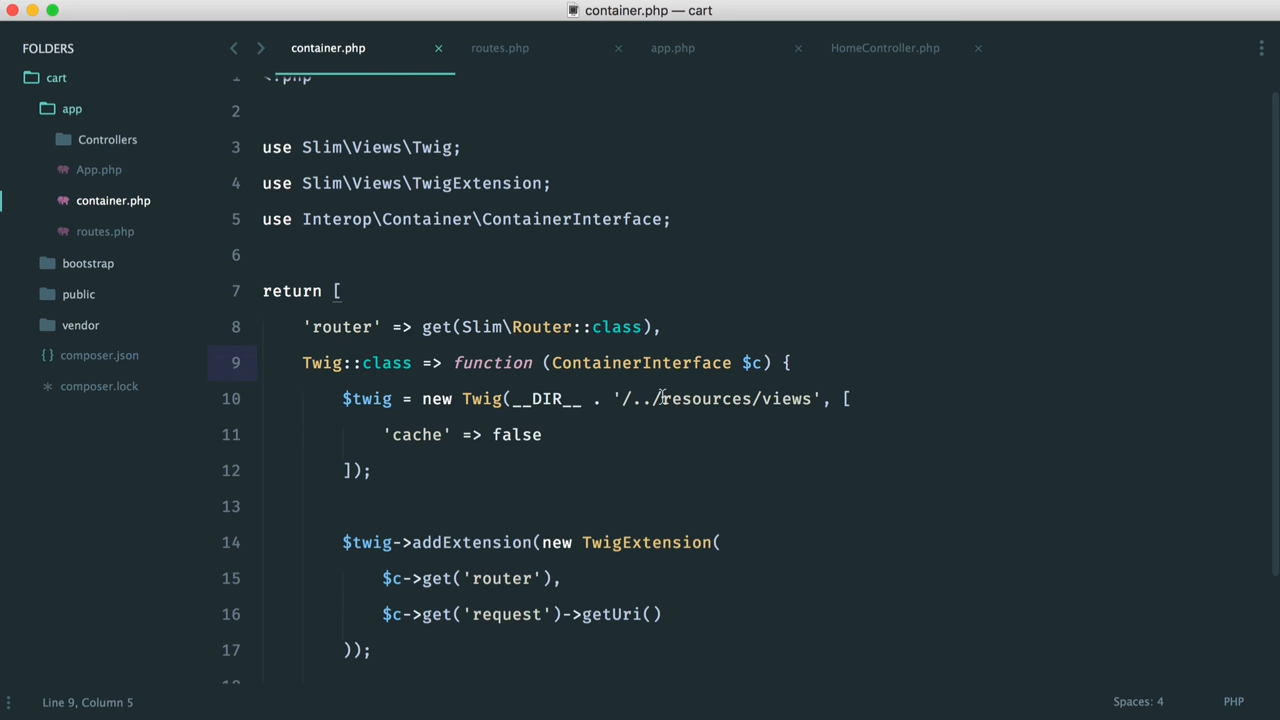 container.php — cart
FOLDERS
cart
app
Controllers
App.php
container.php
routes.php
bootstrap
public
vendor
{} composer.json
* composer.lock
container.php × routes.php × app.php × HomeController.php ×
1 <?php
2
3 use Slim\Views\Twig;
4 use Slim\Views\TwigExtension;
5 use Interop\Container\ContainerInterface;
6
7 return [
8 'router' => get(Slim\Router::class),
9 Twig::class => function (ContainerInterface $c) {
10 $twig = new Twig(__DIR__ . '/../resources/views', [
11 'cache' => false
12 ]);
13
14 $twig->addExtension(new TwigExtension(
15 $c->get('router'),
16 $c->get('request')->getUri()
17 ));
18
Line 9, Column 5
Spaces: 4
PHP